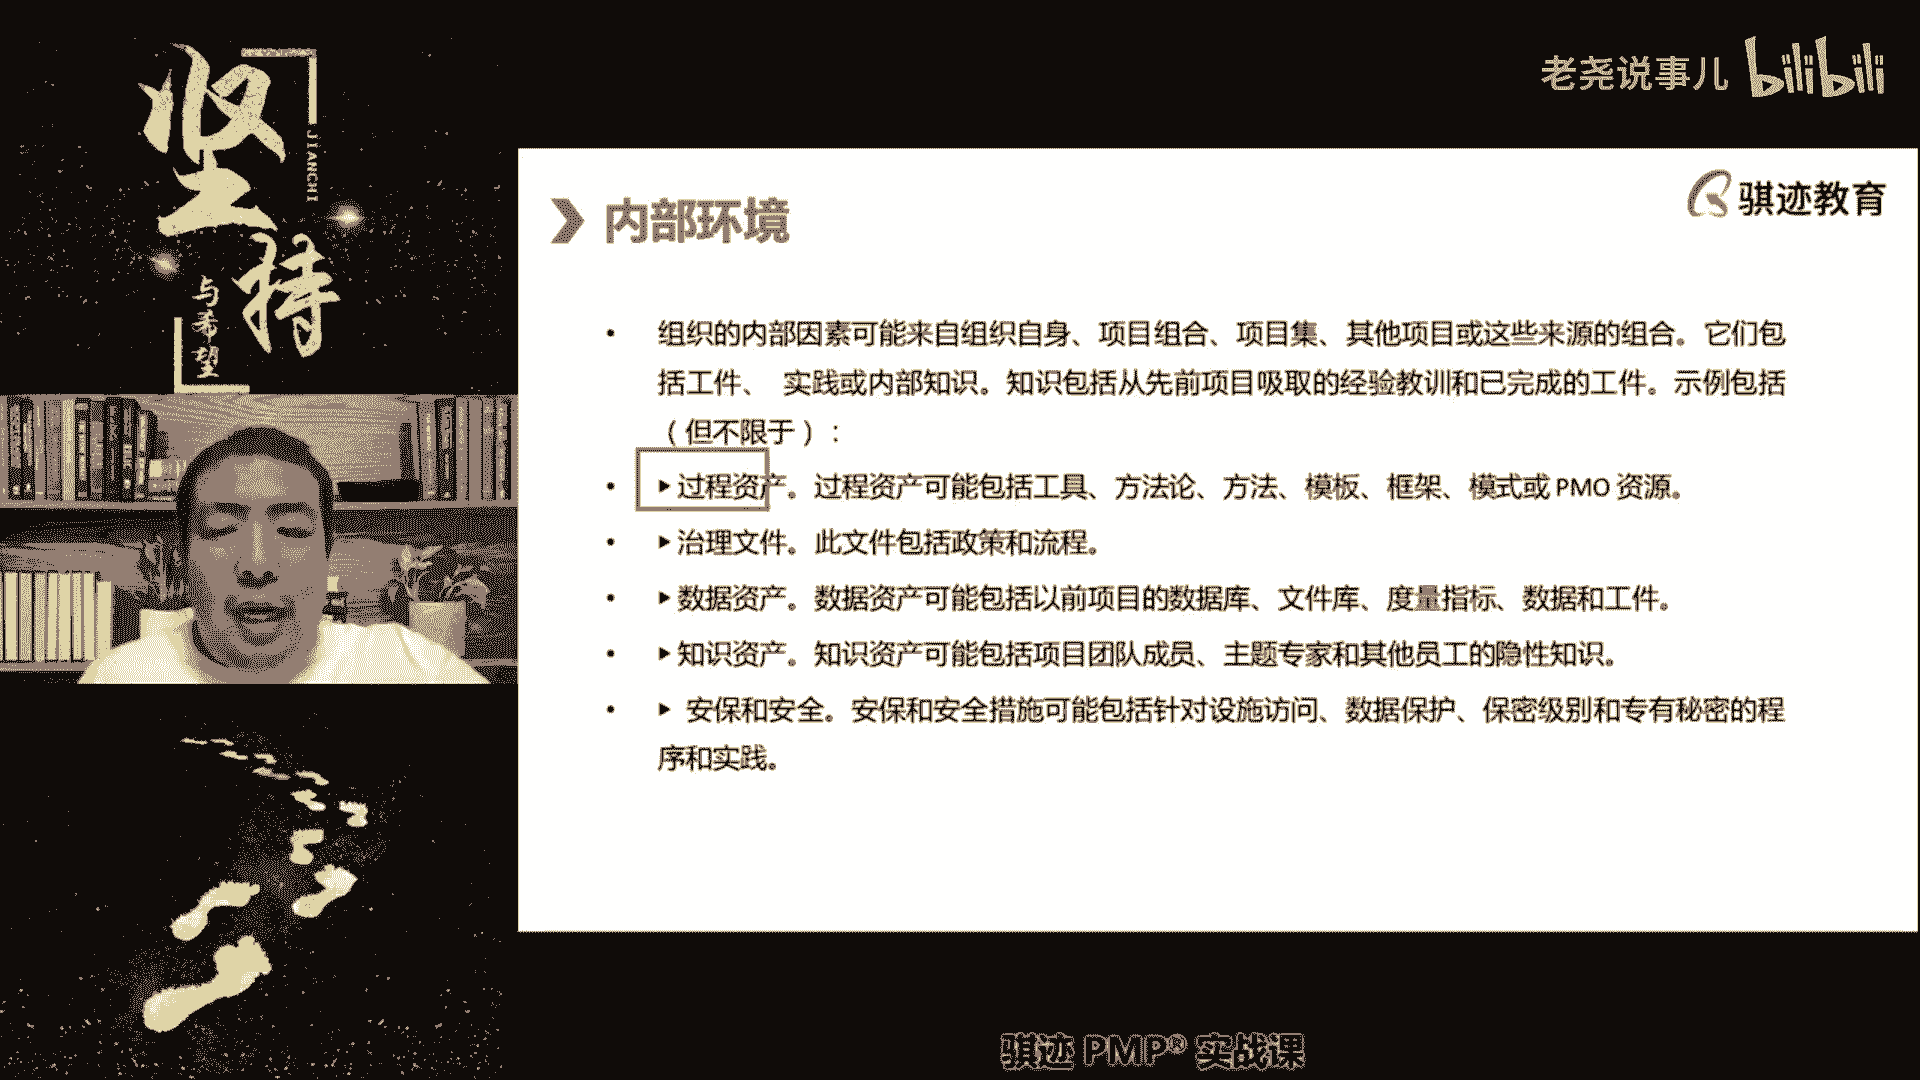 坚持
JIANCHI
与希望
老尧说事儿 bilibili
骐迹教育
内部环境
• 组织的内部因素可能来自组织自身、项目组合、项目集、其他项目或这些来源的组合。它们包
括工件、 实践或内部知识。知识包括从先前项目吸取的经验教训和已完成的工件。示例包括
（但不限于）:
• ▶过程资产。过程资产可能包括工具、方法论、方法、模板、框架、模式或 PMO 资源。
• ▶治理文件。此文件包括政策和流程。
• ▶数据资产。数据资产可能包括以前项目的数据库、文件库、度量指标、数据和工件。
• ▶知识资产。知识资产可能包括项目团队成员、主题专家和其他员工的隐性知识。
• ▶ 安保和安全。安保和安全措施可能包括针对设施访问、数据保护、保密级别和专有秘密的程
序和实践。
骐迹 PMP® 实战课